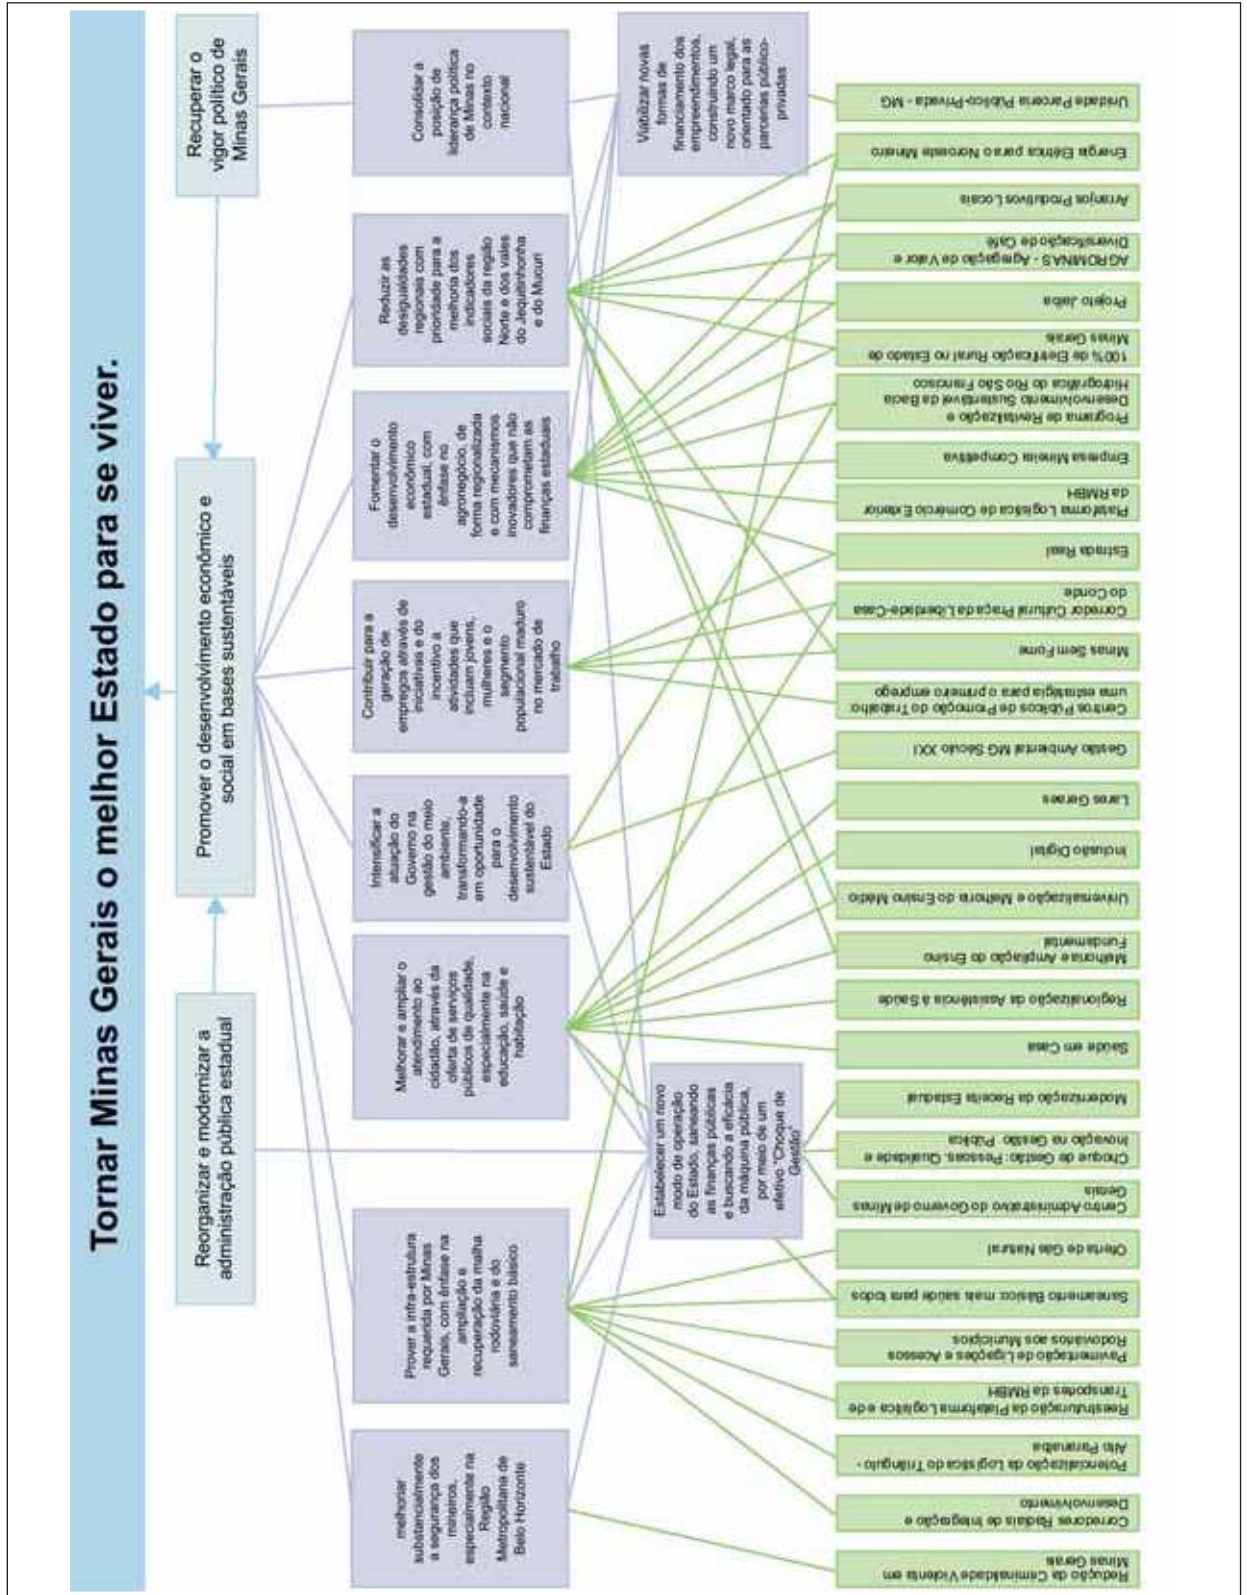 Tornar Minas Gerais o melhor Estado para se viver.
Reorganizar e modernizar a
administração pública estadual
Promover o desenvolvimento econômico e
social em bases sustentáveis
Recuperar o
vigor político de
Minas Gerais
melhoriar
substancialmente
a segurança dos
mineiros,
especialmente na
Região
Metropolitana de
Belo Horizonte
Prover a infra-estrutura
requerida por Minas
Gerais, com ênfase na
ampliação e
recuperação da malha
rodoviária e do
saneamento básico
Melhorar e ampliar o
atendimento ao
cidadão, através da
oferta de serviços
públicos de qualidade,
especialmente na
educação, saúde e
habitação
Intensificar a
atuação do
Governo na
gestão do meio
ambiente,
transformando-a
em oportunidade
para o
desenvolvimento
sustentável do
Estado
Contribuir para a
geração de
empregos através de
iniciativas e do
incentivo a
atividades que
incluam jovens,
mulheres e o
segmento
populacional maduro
no mercado de
trabalho
Fomentar o
desenvolvimento
econômico
estadual, com
ênfase no
agronegócio, de
forma regionalizada
e com mecanismos
inovadores que não
comprometam as
finanças estaduais
Reduzir as
desigualdades
regionais com
prioridade para a
melhoria dos
indicadores
sociais da região
Norte e dos vales
do Jequitinhonha
e do Mucuri
Consolidar a
posição de
liderança política
de Minas no
contexto
nacional
Estabelecer um novo
modo de operação
do Estado, saneando
as finanças públicas
e buscando a eficácia
da máquina pública,
por meio de um
efetivo "Choque de
Gestão"
Viabilizar novas
formas de
financiamento dos
empreendimentos,
construindo um
novo marco legal,
orientado para as
parcerias público-
privadas
Redução da Criminalidade Violenta em
Minas Gerais
Corredores Radiais de Integração e
Desenvolvimento
Potencialização da Logística do Triângulo -
Alto Paranaíba
Reestruturação da Plataforma Logística e de
Transportes da RMBH
Pavimentação de Ligações e Acessos
Rodoviários aos Municípios
Saneamento Básico: mais saúde para todos
Oferta de Gás Natural
Centro Administrativo do Governo de Minas
Gerais
Choque de Gestão: Pessoas, Qualidade e
Inovação na Gestão Pública
Modernização da Receita Estadual
Saúde em Casa
Regionalização da Assistência à Saúde
Melhoria e Ampliação do Ensino
Fundamental
Universalização e Melhoria do Ensino Médio
Inclusão Digital
Lares Geraes
Gestão Ambiental MG Século XXI
Centros Públicos de Promoção do Trabalho:
uma estratégia para o primeiro emprego
Minas Sem Fome
Corredor Cultural Praça da Liberdade-Casa
do Conde
Estrada Real
Plataforma Logística de Comércio Exterior
da RMBH
Empresa Mineira Competitiva
Programa de Revitalização e
Desenvolvimento Sustentável da Bacia
Hidrográfica do Rio São Francisco
100% de Eletrificação Rural no Estado de
Minas Gerais
Projeto Jaíba
AGROMINAS - Agregação de Valor e
Diversificação de Café
Arranjos Produtivos Locais
Energia Elétrica para o Noroeste Mineiro
Unidade Parceria Público-Privada - MG